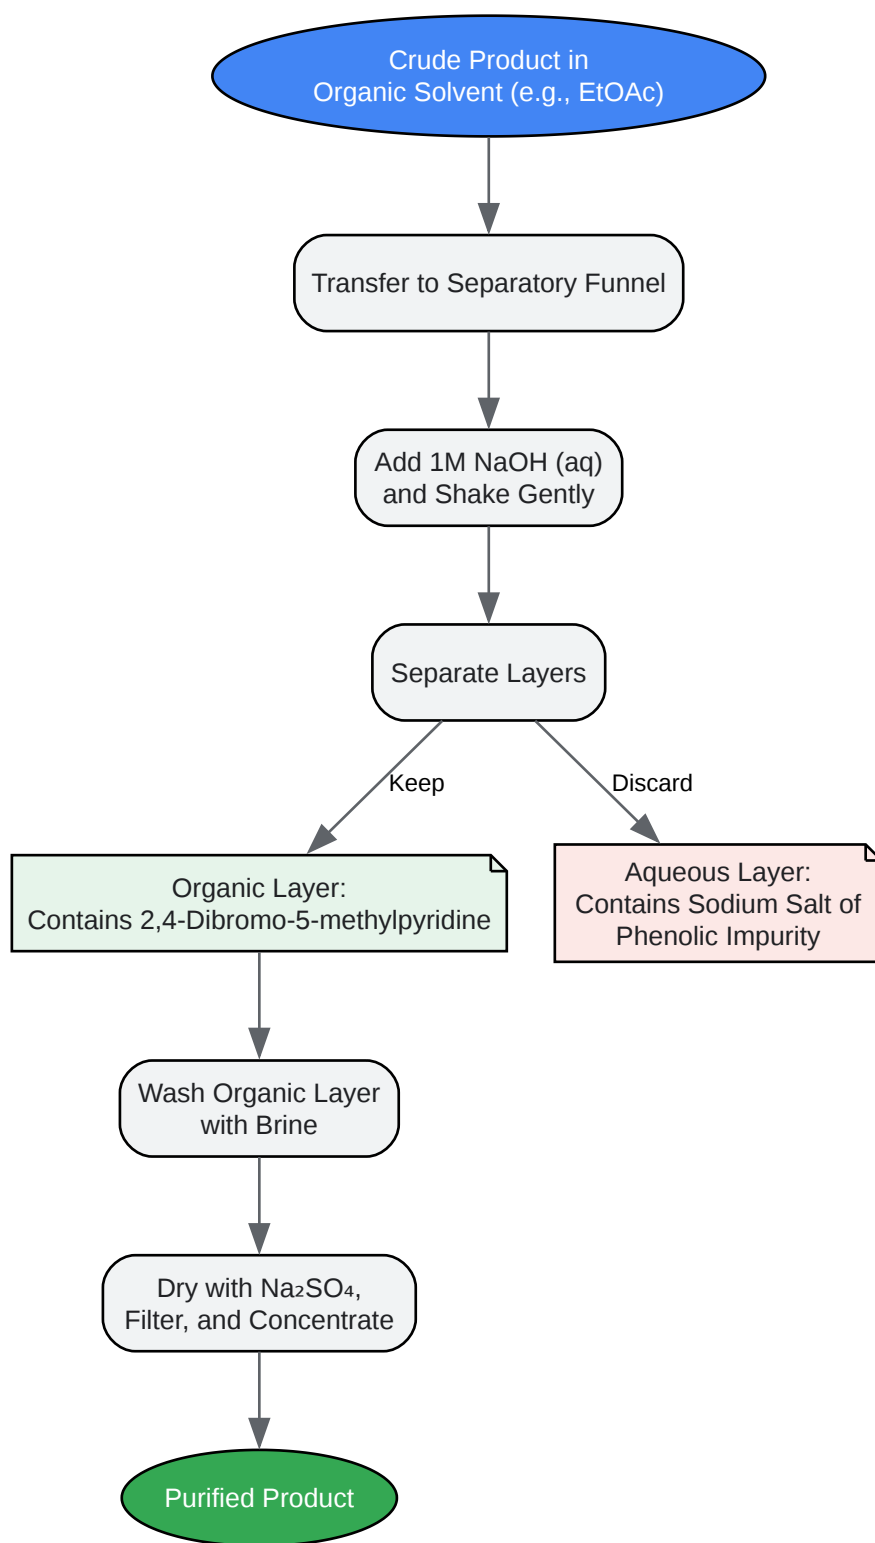 Crude Product in
Organic Solvent (e.g., EtOAc)
Transfer to Separatory Funnel
Add 1M NaOH (aq)
and Shake Gently
Separate Layers
Keep
Discard
Organic Layer:
Contains 2,4-Dibromo-5-methylpyridine
Aqueous Layer:
Contains Sodium Salt of
Phenolic Impurity
Wash Organic Layer
with Brine
Dry with Na₂SO₄,
Filter, and Concentrate
Purified Product